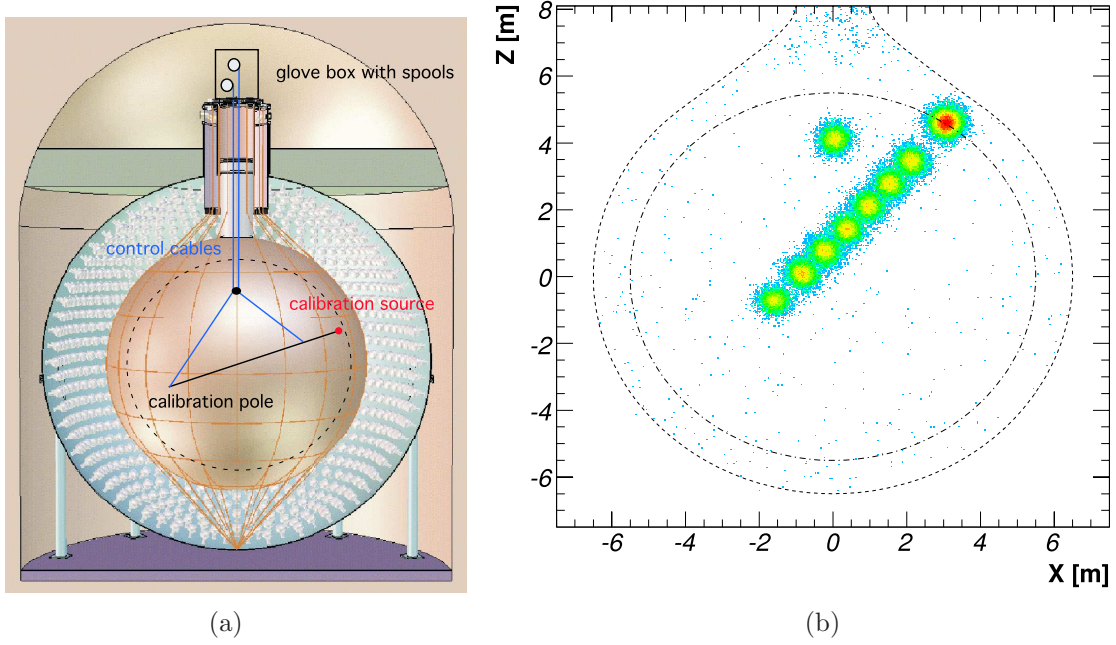 glove box with spools
control cables
calibration source
calibration pole
(a)
Z [m]
8
6
4
2
0
-2
-4
-6
-6 -4 -2 0 2 4 6
X [m]
(b)